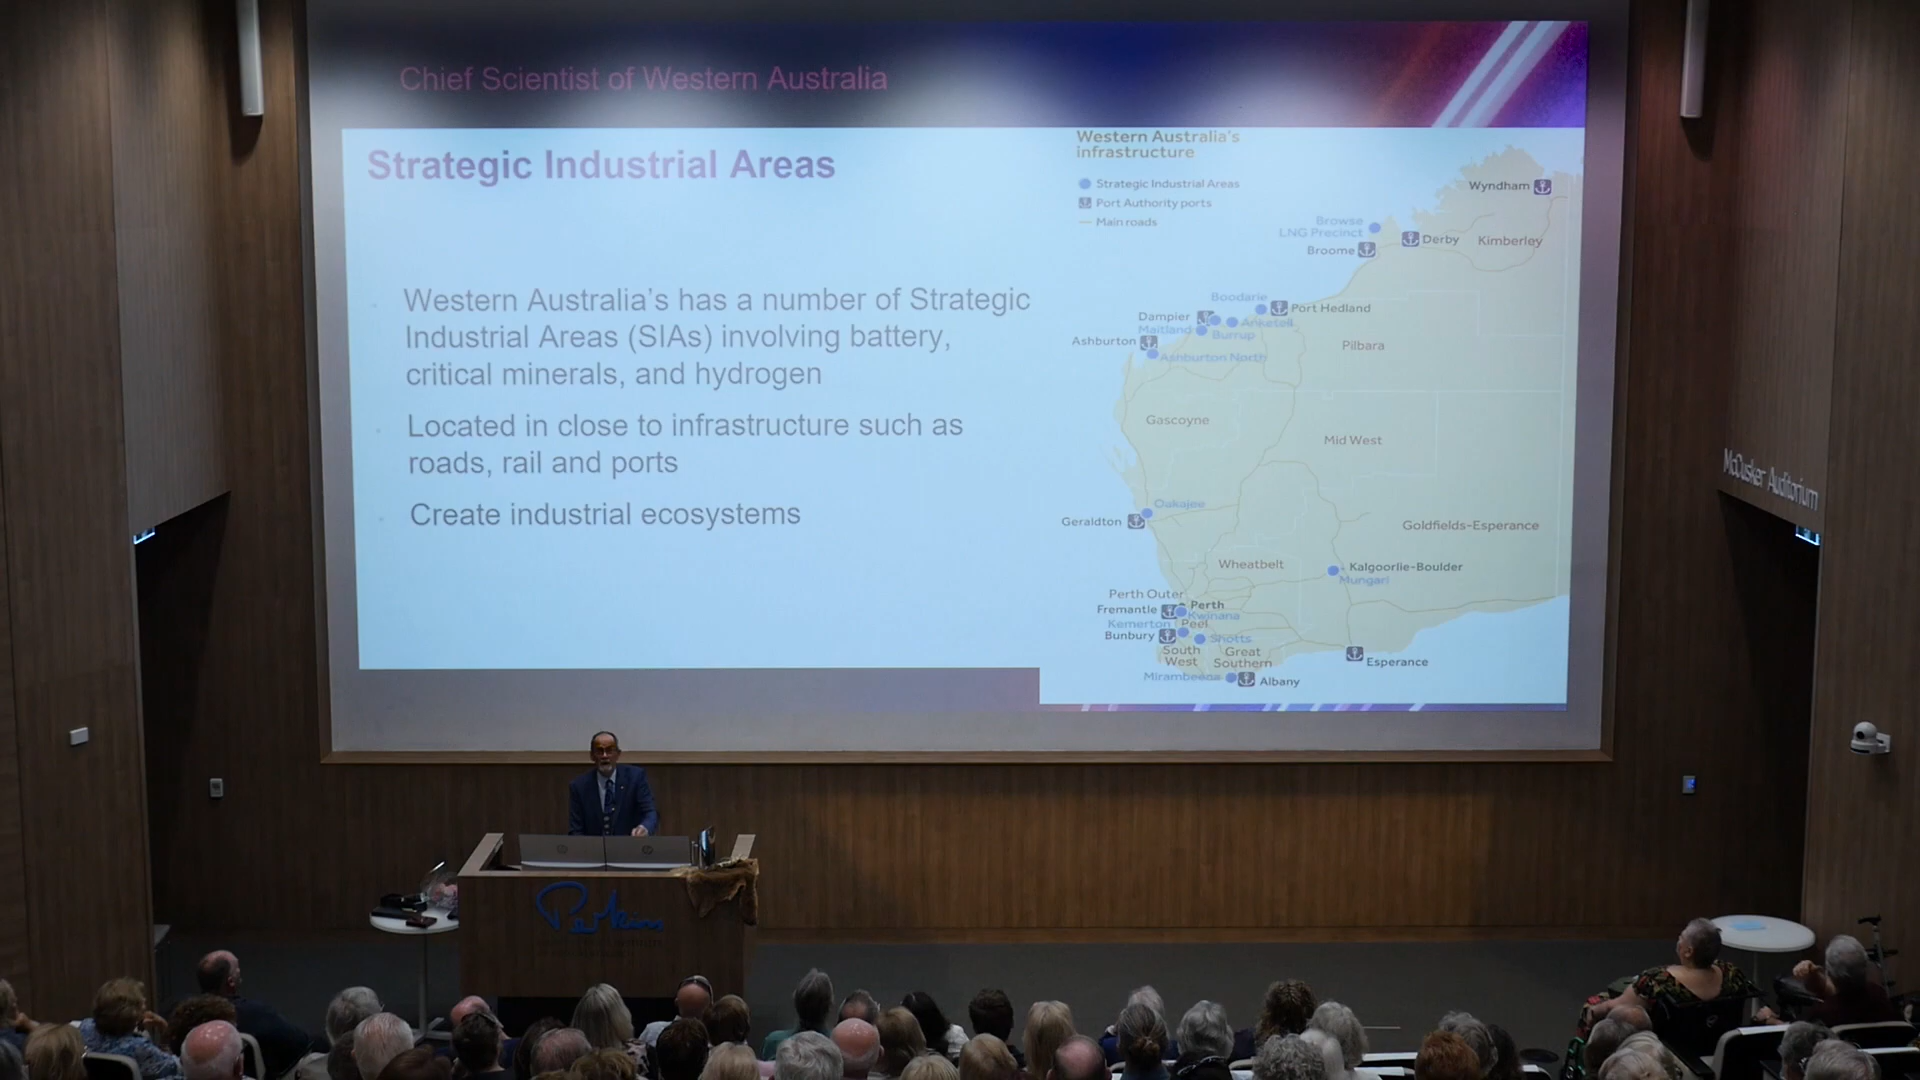 Chief Scientist of Western Australia
Strategic Industrial Areas
Western Australia's has a number of Strategic
Industrial Areas (SIAs) involving battery,
critical minerals, and hydrogen
Located in close to infrastructure such as
roads, rail and ports
Create industrial ecosystems
Western Australia's
infrastructure
Strategic Industrial Areas
Port Authority ports
Main roads
Wyndham
Browse
LNG Precinct
Derby
Kimberley
Broome
Boodarie
Port Hedland
Dampier
Anketell
Maitland
Burrup
Ashburton
Pilbara
Ashburton North
Gascoyne
Mid West
Oakajee
Geraldton
Goldfields-Esperance
Wheatbelt
Kalgoorlie-Boulder
Mungari
Perth Outer
Perth
Fremantle
Kwinana
Kemerton
Peel
Bunbury
Shotts
South
West
Great
Southern
Esperance
Mirambeena
Albany
McCusker Auditorium
Perkins